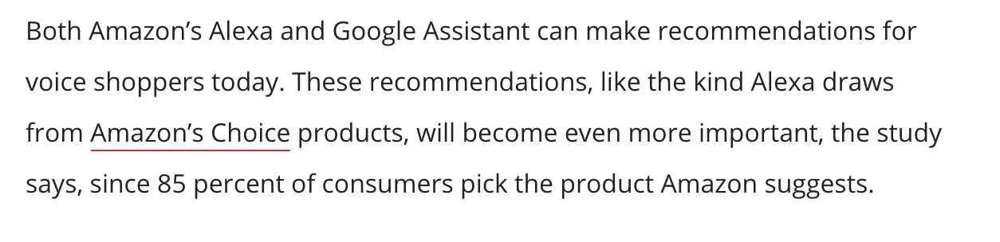 Both Amazon’s Alexa and Google Assistant can make recommendations for
voice shoppers today. These recommendations, like the kind Alexa draws
from Amazon’s Choice products, will become even more important, the study
says, since 85 percent of consumers pick the product Amazon suggests.